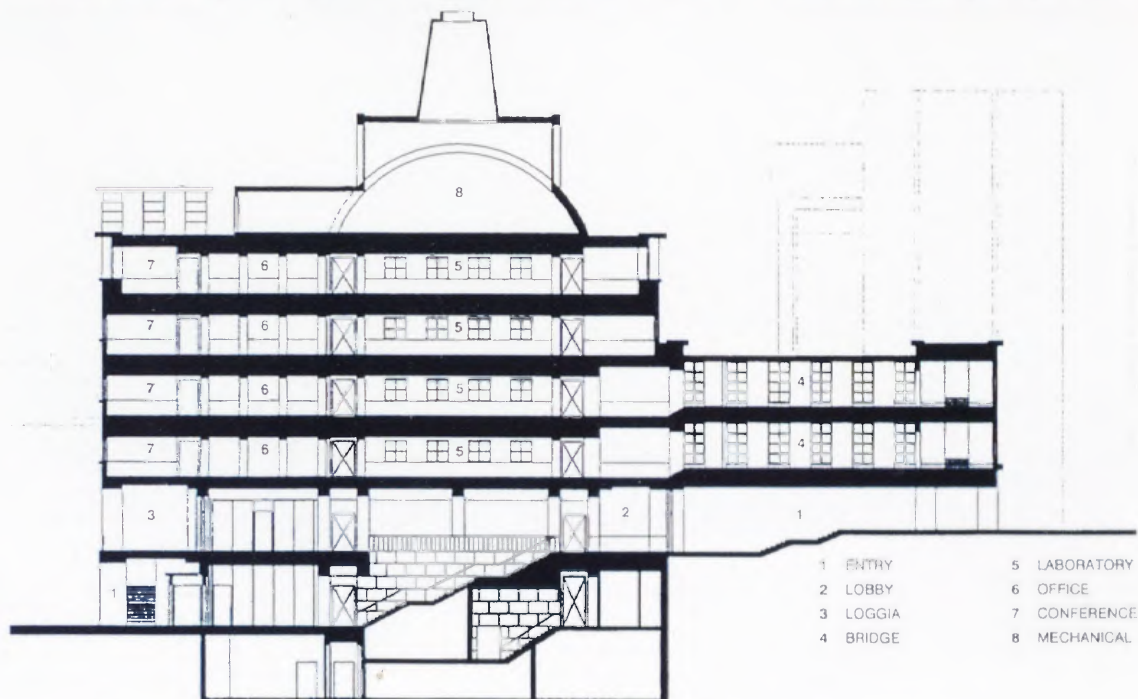 8
7 6 5
7 6 5
7 6 5 4
7 6 5 4
3 2 1
1
1 ENTRY 5 LABORATORY
2 LOBBY 6 OFFICE
3 LOGGIA 7 CONFERENCE
4 BRIDGE 8 MECHANICAL